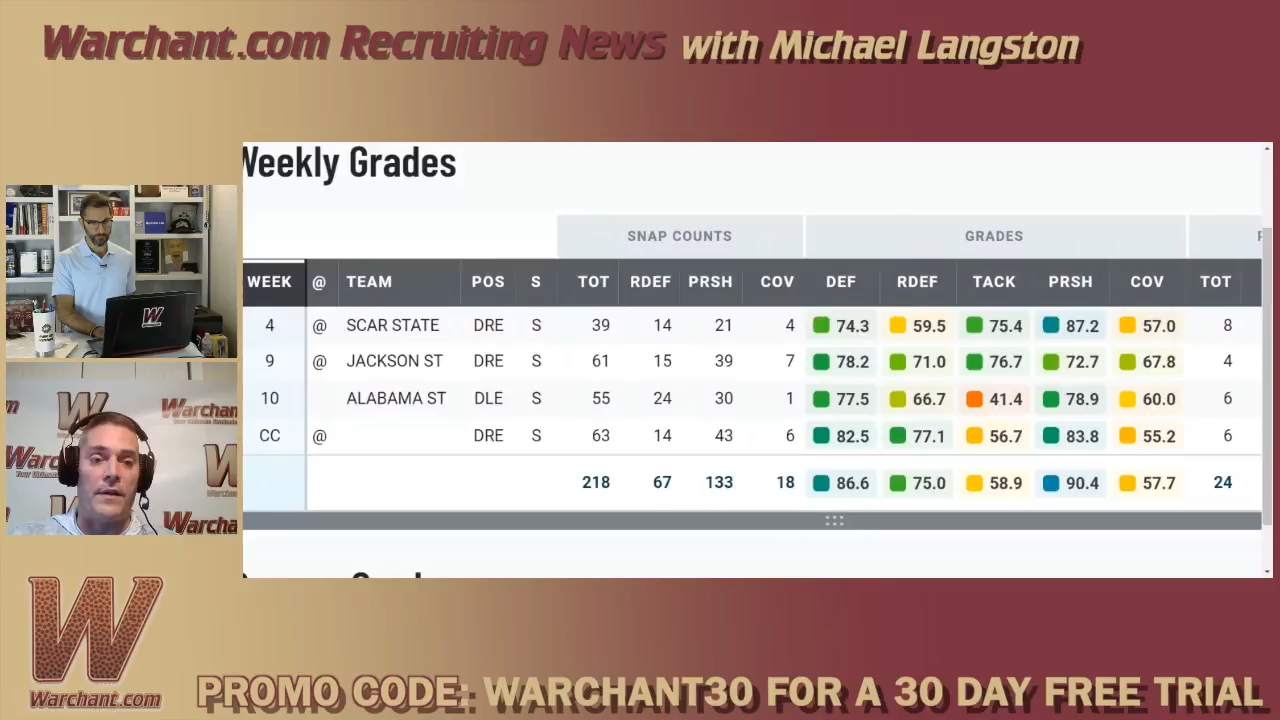 Warchant.com Recruiting News with Michael Langston
Weekly Grades
SNAP COUNTS GRADES
WEEK @ TEAM POS S TOT RDEF PRSH COV DEF RDEF TACK PRSH COV TOT
4 @ SCAR STATE DRE S 39 14 21 4 74.3 59.5 75.4 87.2 57.0 8
9 @ JACKSON ST DRE S 61 15 39 7 78.2 71.0 76.7 72.7 67.8 4
10 ALABAMA ST DLE S 55 24 30 1 77.5 66.7 41.4 78.9 60.0 6
CC @ DRE S 63 14 43 6 82.5 77.1 56.7 83.8 55.2 6
218 67 133 18 86.6 75.0 58.9 90.4 57.7 24
W
Warchan
Warchant
W
Warchant.com
PROMO CODE: WARCHANT30 FOR A 30 DAY FREE TRIAL